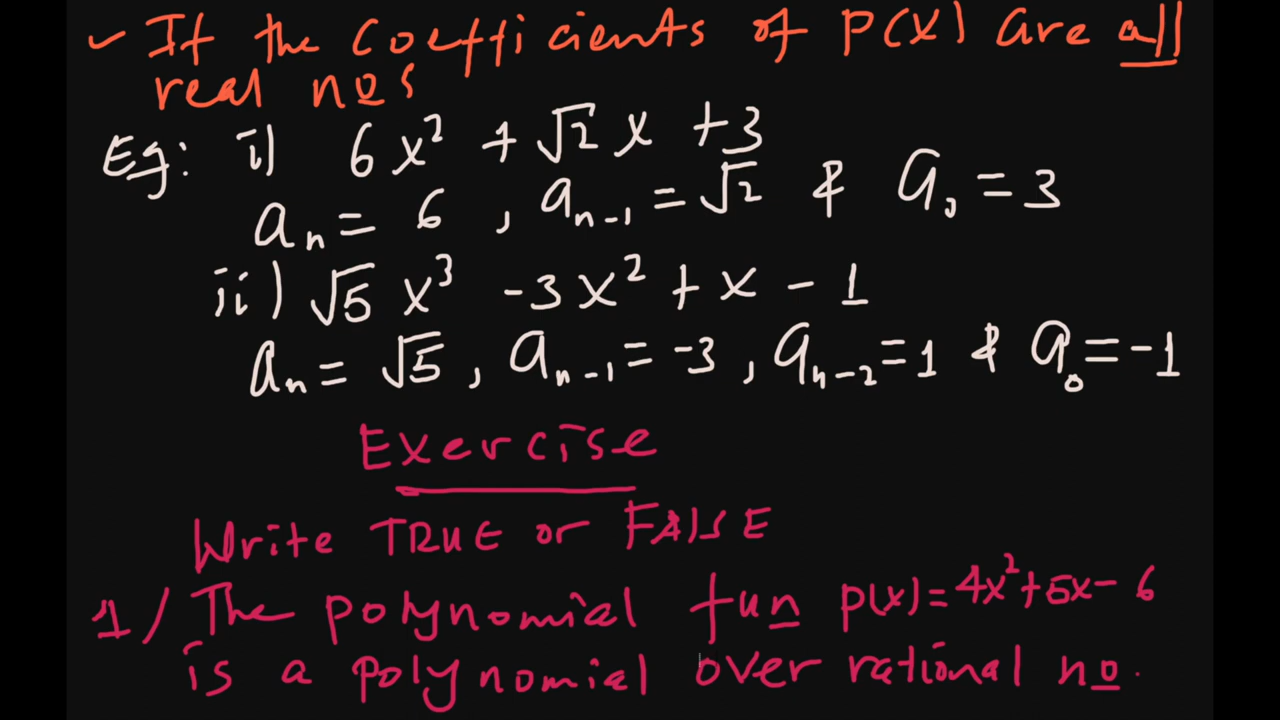 ✓ If the coefficients of P(X) are all
real nos
Eg: i) 6x² + √2 x + 3
aₙ = 6 , aₙ₋₁ = √2 & a₀ = 3
ii) √5 x³ - 3x² + x - 1
aₙ = √5 , aₙ₋₁ = -3 , aₙ₋₂ = 1 & a₀ = -1
Exercise
Write TRUE or FALSE
1/ The polynomial fun p(x) = 4x² + 5x - 6
is a polynomial over rational no.